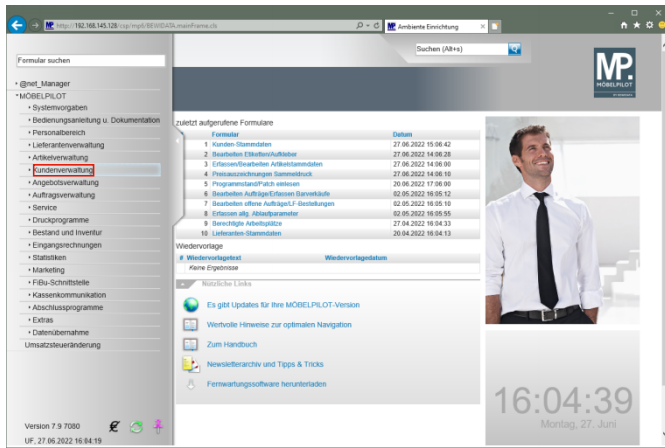 http://192.168.145.128/csp/mp6/BEWIDATA.mainFrame.cls
Ambiente Einrichtung
Suchen (Alt+s)
Formular suchen
MP.
MÖBELPILOT
@net_Manager
MÖBELPILOT
Systemvorgaben
Bedienungsanleitung u. Dokumentation
Personalbereich
Lieferantenverwaltung
Artikelverwaltung
Kundenverwaltung
Angebotsverwaltung
Auftragsverwaltung
Service
Druckprogramme
Bestand und Inventur
Eingangsrechnungen
Statistiken
Marketing
FiBu-Schnittstelle
Kassenkommunikation
Abschlussprogramme
Extras
Datenübernahme
Umsatzsteueränderung
Version 7.9 7080
UF, 27.06.2022 16:04:19
zuletzt aufgerufene Formulare
Formular Datum
1 Kunden-Stammdaten 27.06.2022 15:06:42
2 Bearbeiten Etiketten/Aufkleber 27.06.2022 14:06:28
3 Erfassen/Bearbeiten Artikelstammdaten 27.06.2022 14:06:00
4 Preisauszeichnungen Sammeldruck 27.06.2022 14:06:10
5 Programmstand/Patch einlesen 20.06.2022 17:06:00
6 Bearbeiten Aufträge/Erfassen Barverkäufe 02.05.2022 16:05:12
7 Bearbeiten offene Aufträge/LF-Bestellungen 02.05.2022 16:05:10
8 Erfassen allg. Ablaufparameter 02.05.2022 16:05:55
9 Berechtigte Arbeitsplätze 27.04.2022 16:04:33
10 Lieferanten-Stammdaten 20.04.2022 16:04:13
Wiedervorlage
# Wiedervorlagetext Wiedervorlagedatum
Keine Ergebnisse
Nützliche Links
Es gibt Updates für Ihre MÖBELPILOT-Version
Wertvolle Hinweise zur optimalen Navigation
Zum Handbuch
Newsletterarchiv und Tipps & Tricks
Fernwartungssoftware herunterladen
16:04:39
Montag, 27. Juni